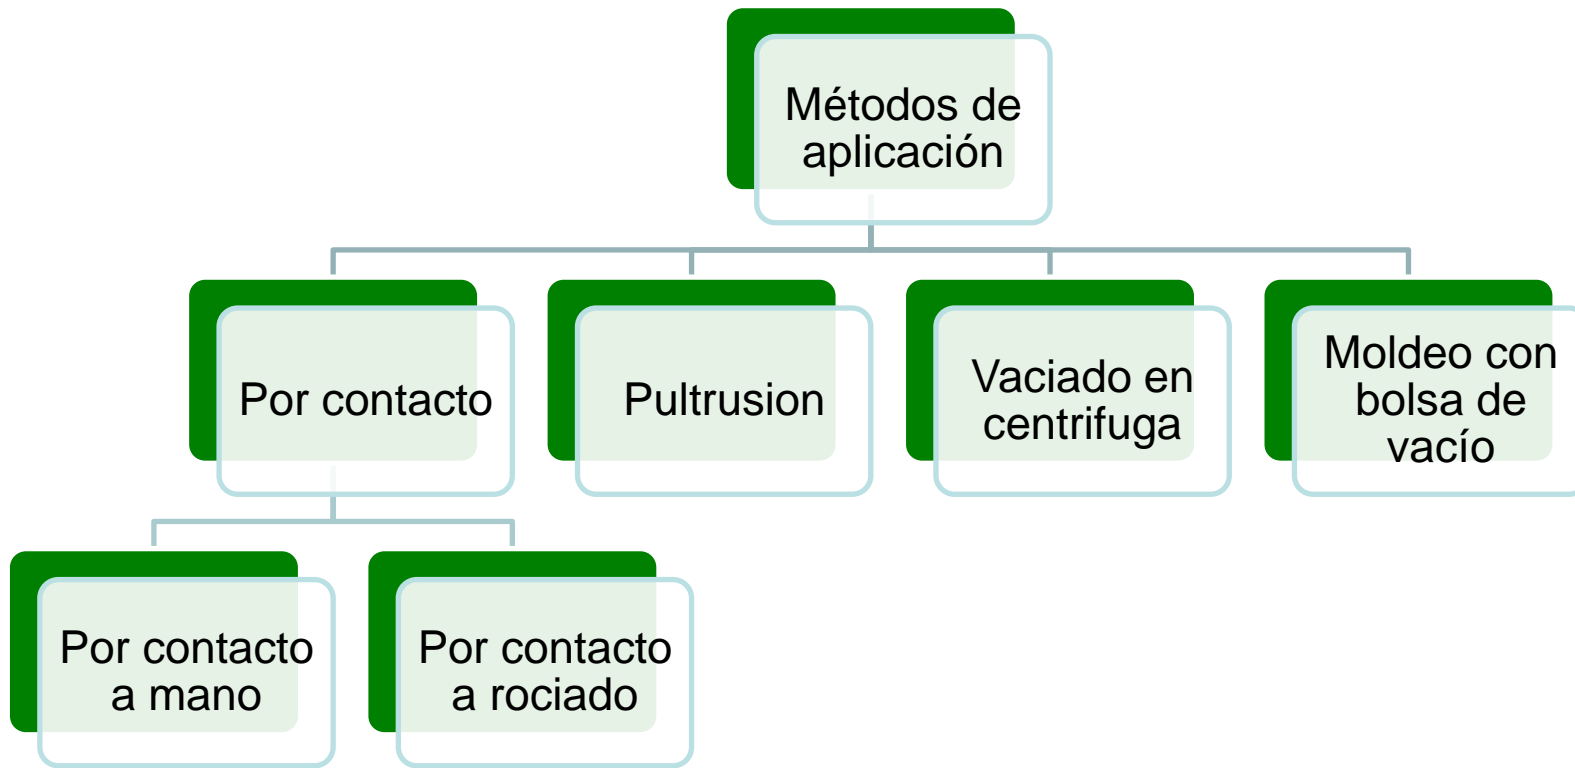 Métodos de
aplicación
Por contacto
Pultrusion
Vaciado en
centrifuga
Moldeo con
bolsa de
vacío
Por contacto
a mano
Por contacto
a rociado